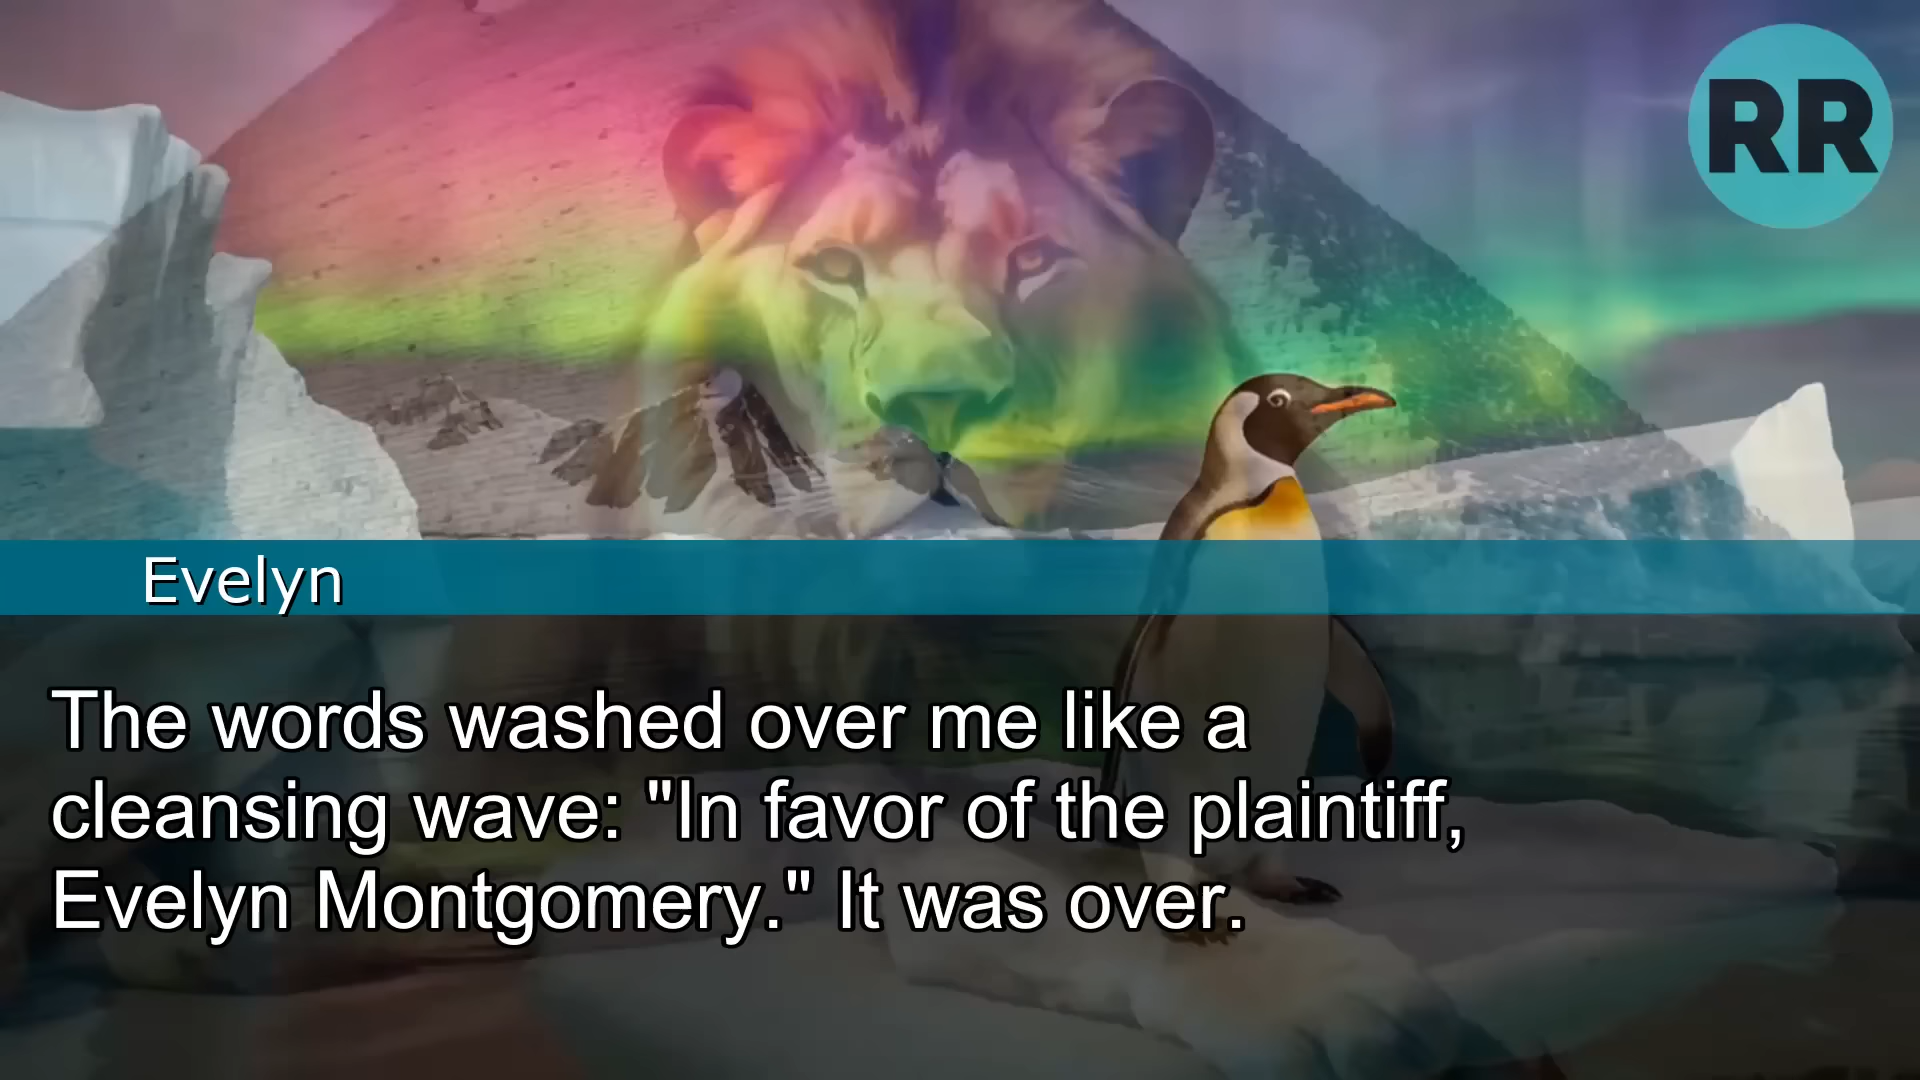 RR
Evelyn
The words washed over me like a
cleansing wave: "In favor of the plaintiff,
Evelyn Montgomery." It was over.